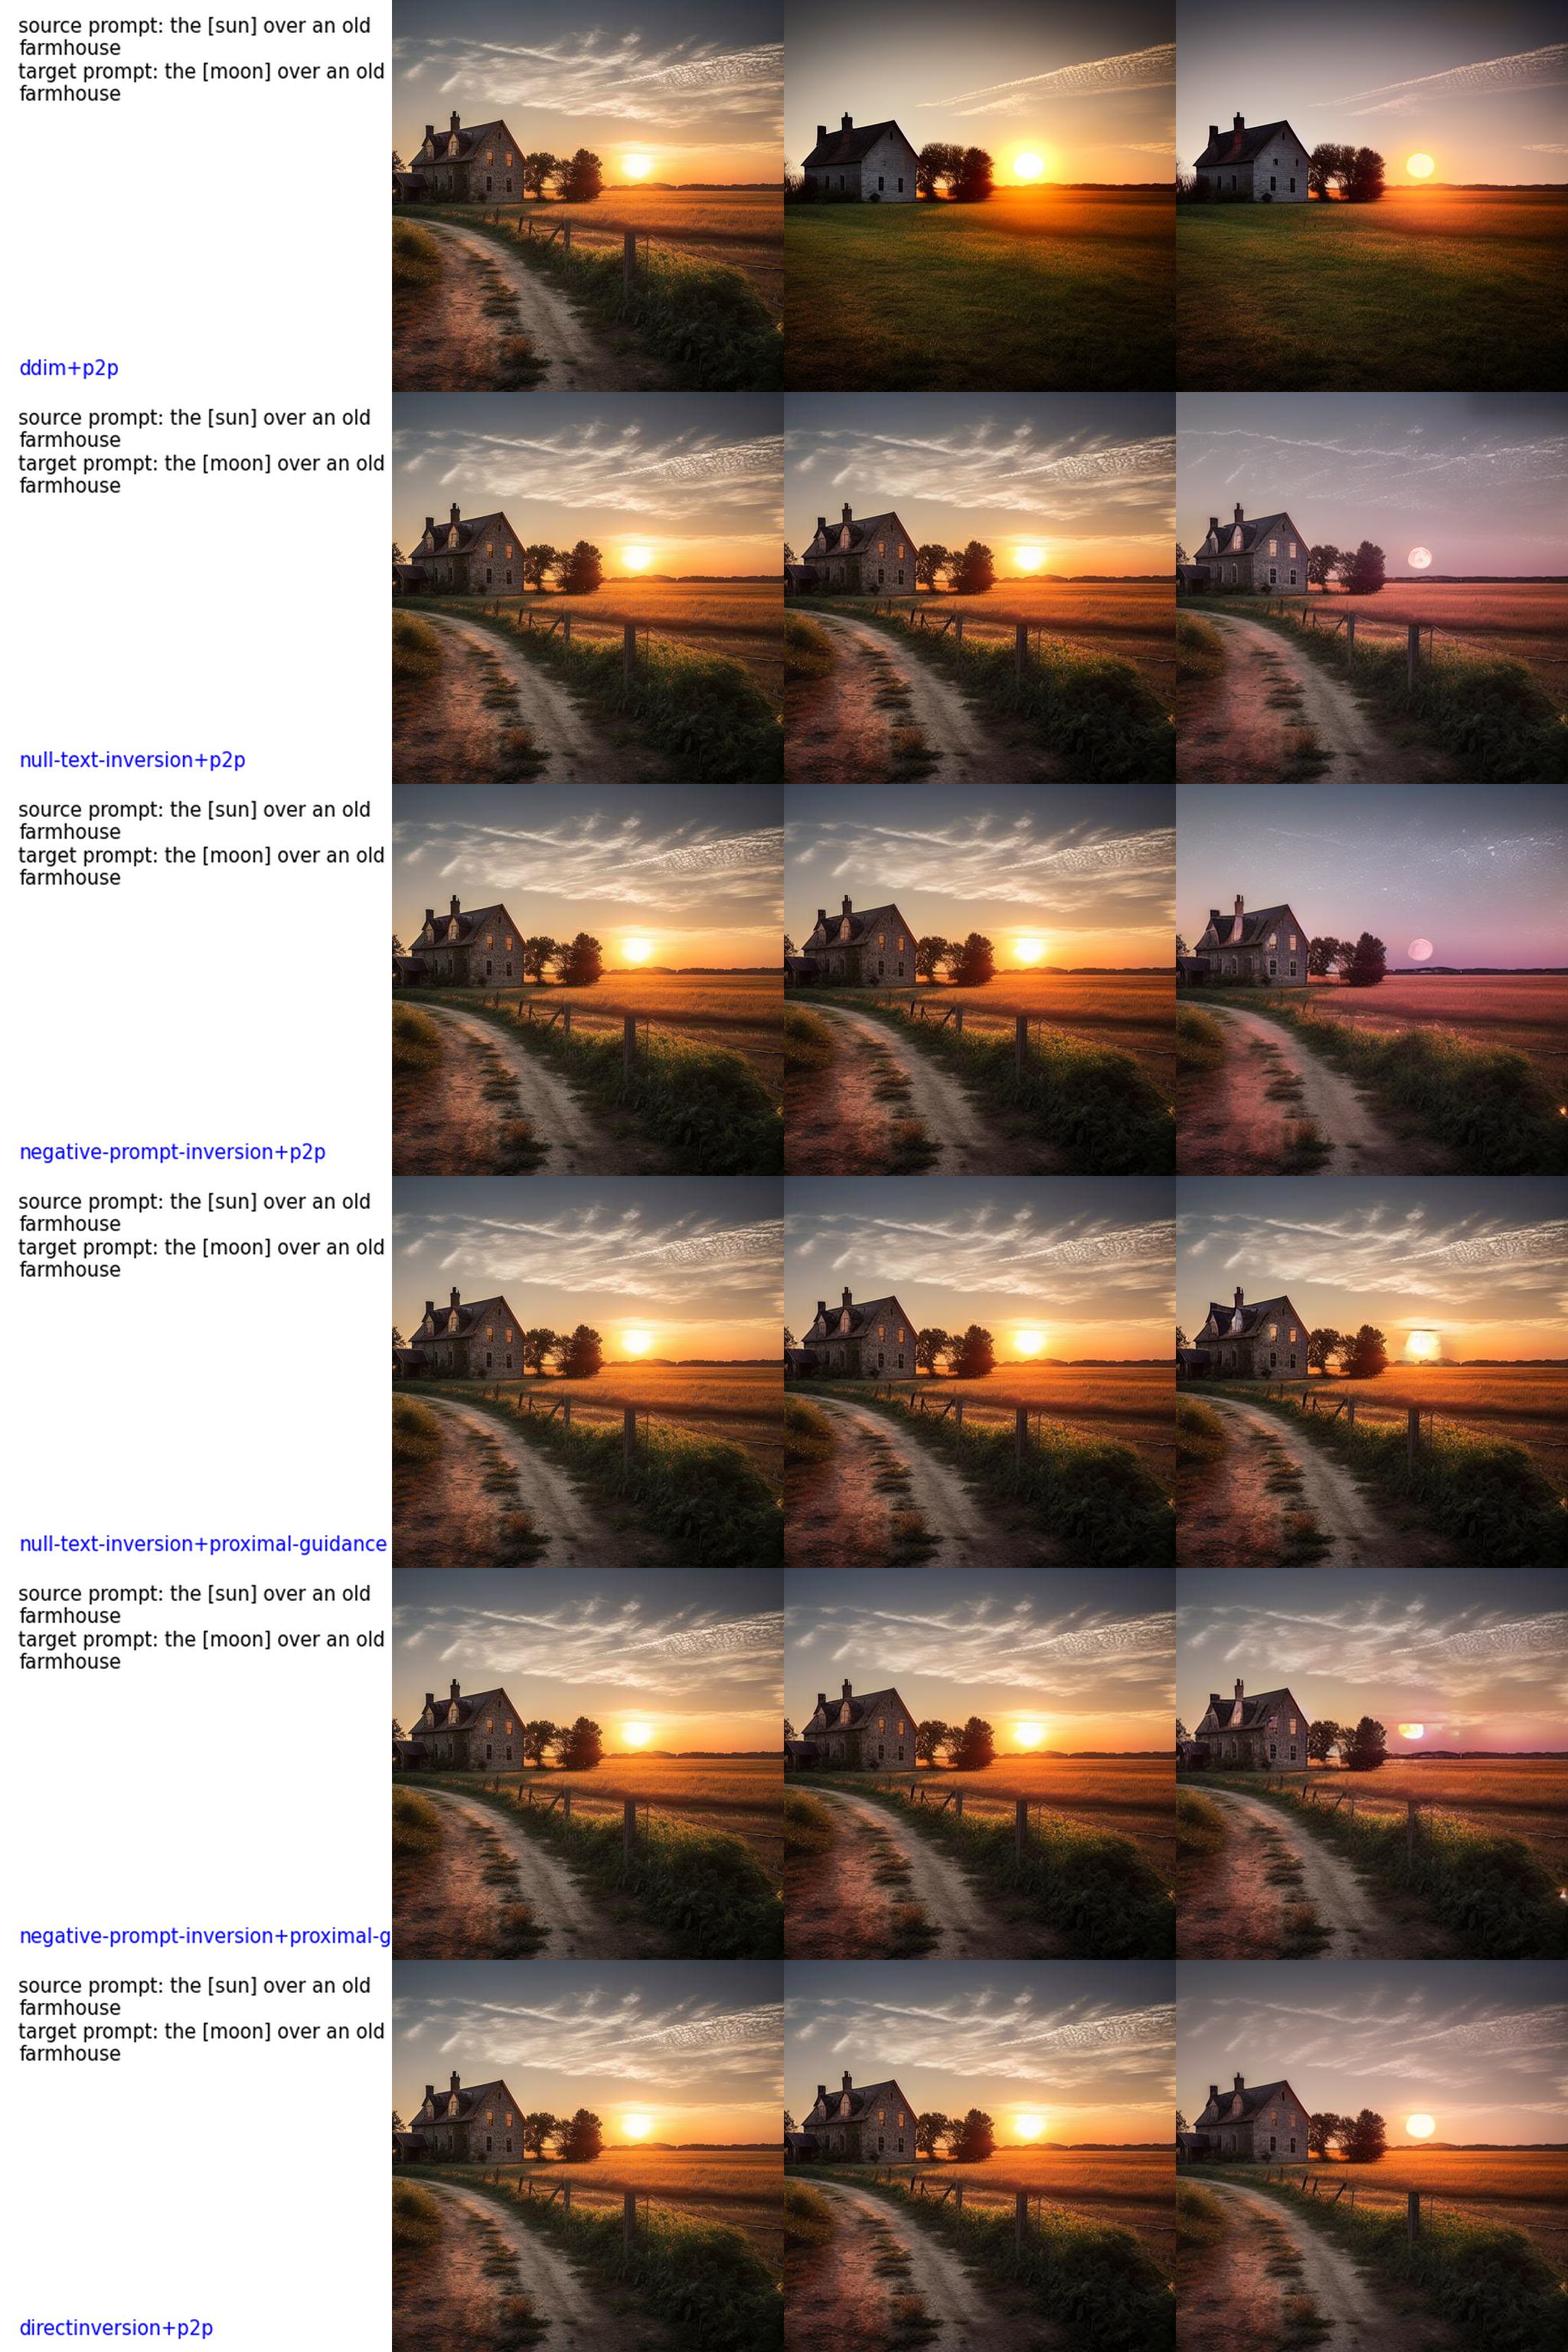 source prompt: the [sun] over an old
farmhouse
target prompt: the [moon] over an old
farmhouse
ddim+p2p
source prompt: the [sun] over an old
farmhouse
target prompt: the [moon] over an old
farmhouse
null-text-inversion+p2p
source prompt: the [sun] over an old
farmhouse
target prompt: the [moon] over an old
farmhouse
negative-prompt-inversion+p2p
source prompt: the [sun] over an old
farmhouse
target prompt: the [moon] over an old
farmhouse
null-text-inversion+proximal-guidance
source prompt: the [sun] over an old
farmhouse
target prompt: the [moon] over an old
farmhouse
negative-prompt-inversion+proximal-g
source prompt: the [sun] over an old
farmhouse
target prompt: the [moon] over an old
farmhouse
directinversion+p2p